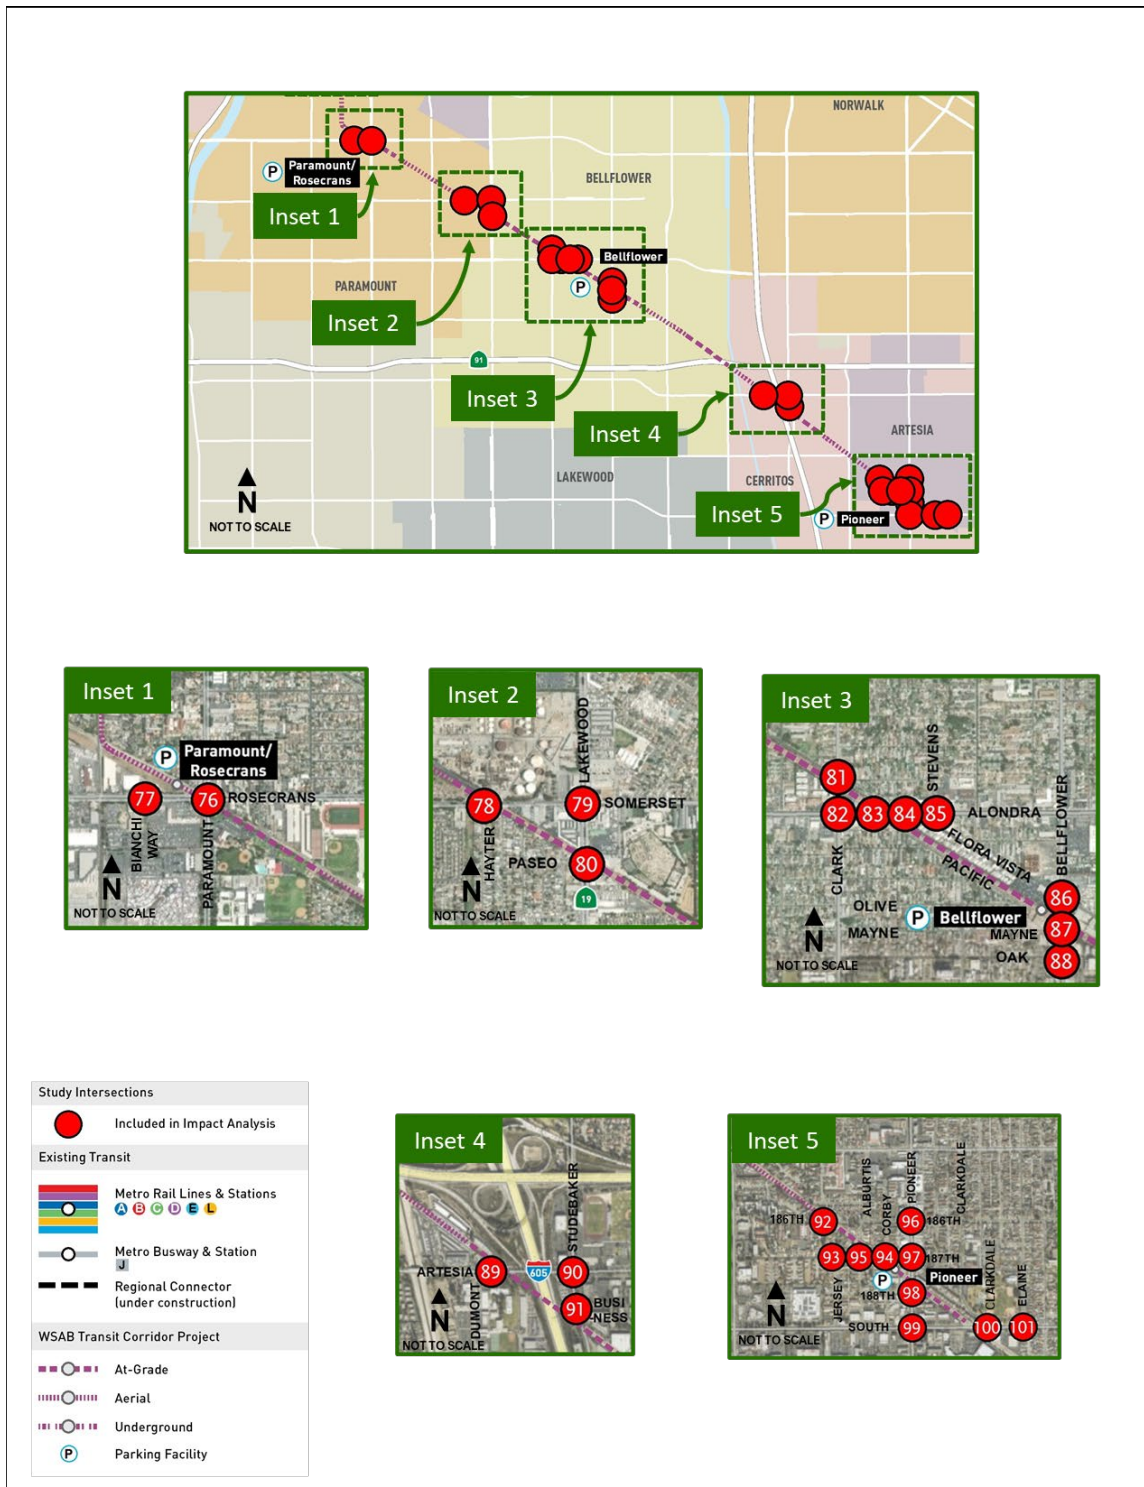 NORWALK
P
Paramount/
Rosecrans
BELLFLOWER
Inset 1
Bellflower
P
PARAMOUNT
Inset 2
91
Inset 3
Inset 4
ARTESIA
LAKEWOOD
CERRITOS
N
NOT TO SCALE
Inset 5
P
Pioneer
Inset 1
P
Paramount/
Rosecrans
77
76
ROSECRANS
BIANCHI
WAY
PARAMOUNT
N
NOT TO SCALE
Inset 2
LAKEWOOD
78
79
SOMERSET
HAYTER
PASEO
80
19
N
NOT TO SCALE
Inset 3
STEVENS
81
82
83
84
85
ALONDRA
BELLFLOWER
FLORA VISTA
PACIFIC
CLARK
OLIVE
86
P
Bellflower
MAYNE
MAYNE
87
N
OAK
88
NOT TO SCALE
Study Intersections
Included in Impact Analysis
Existing Transit
Metro Rail Lines & Stations
A B C D E L
Metro Busway & Station
J
Regional Connector
(under construction)
WSAB Transit Corridor Project
At-Grade
Aerial
Underground
P
Parking Facility
Inset 4
STUDEBAKER
ARTESIA
89
605
90
DUMONT
91
BUSI
-NESS
N
NOT TO SCALE
Inset 5
ALBURTIS
CORBY
PIONEER
CLARKDALE
186TH
92
96
186TH
93
95
94
97
187TH
P
Pioneer
JERSEY
188TH
98
CLARKDALE
ELAINE
SOUTH
99
100
101
N
NOT TO SCALE